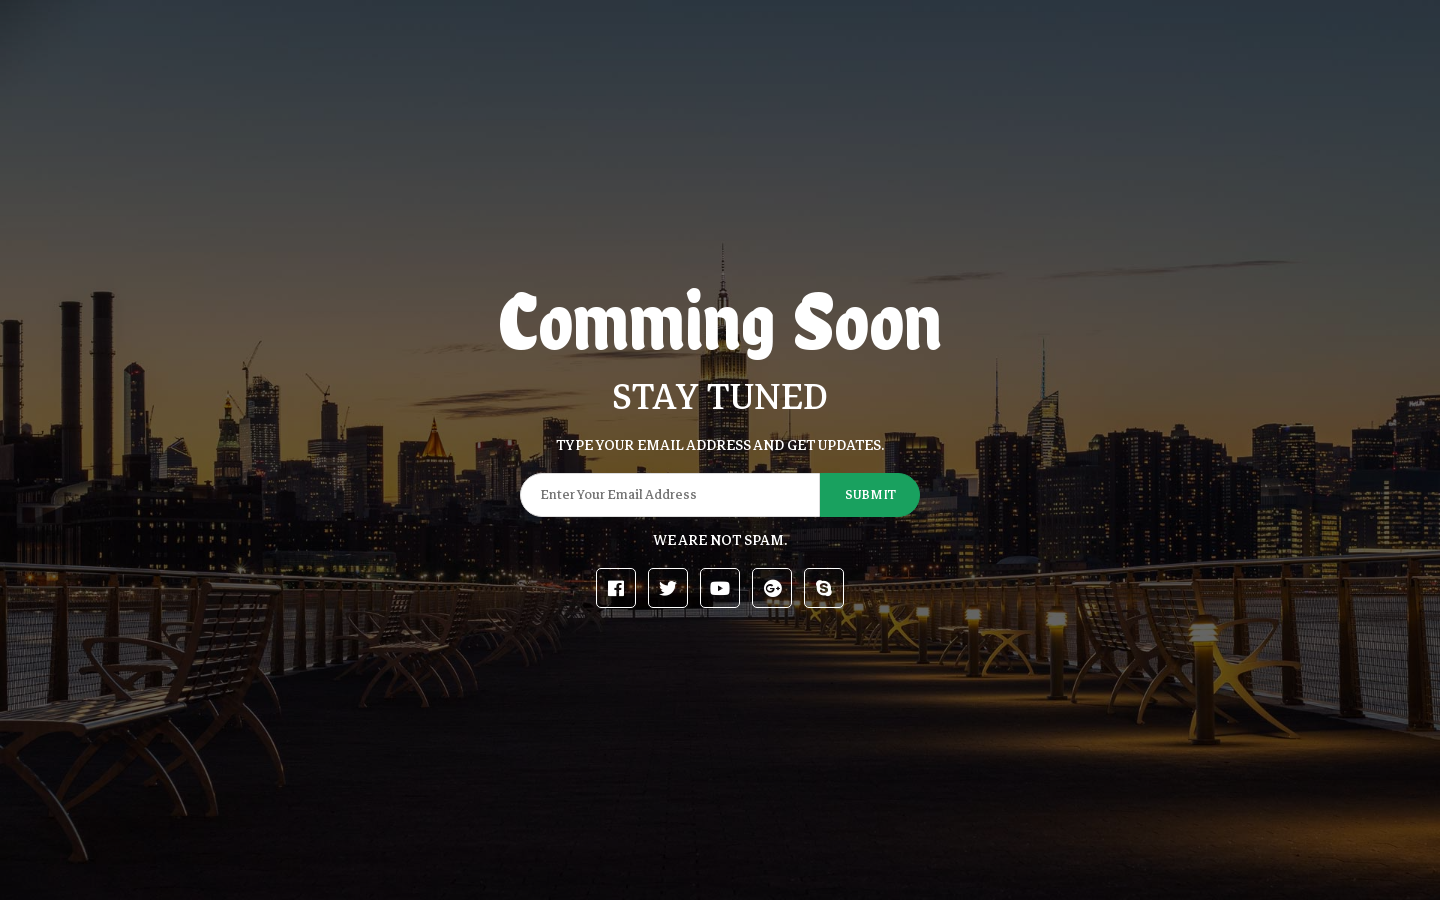 Comming Soon
STAY TUNED
TYPE YOUR EMAIL ADDRESS AND GET UPDATES.
Enter Your Email Address
SUBMIT
WE ARE NOT SPAM.